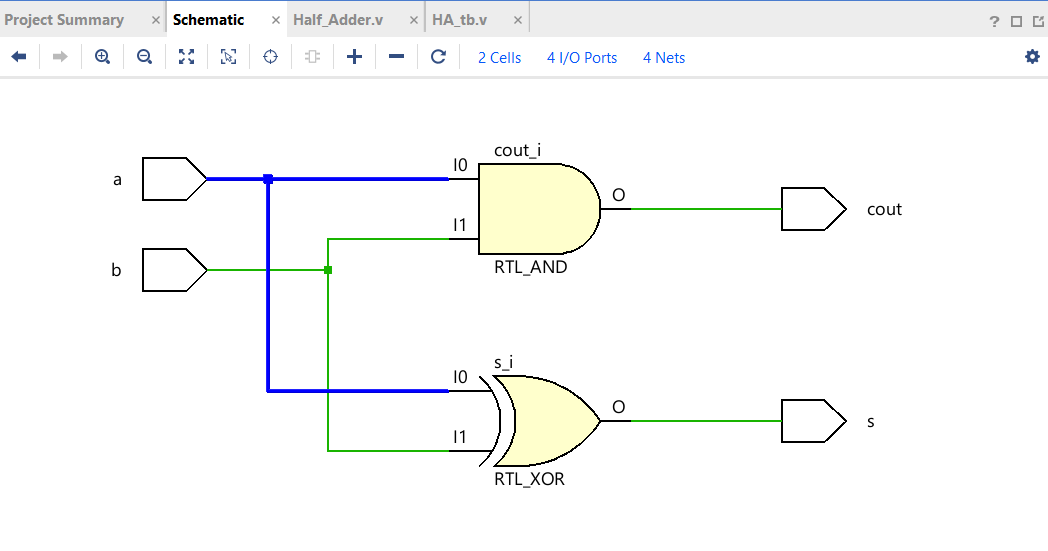 Project Summary × Schematic × Half_Adder.v × HA_tb.v × ?
2 Cells 4 I/O Ports 4 Nets
cout_i
a I0
O
cout
I1
b
RTL_AND
s_i
I0
O
s
I1
RTL_XOR